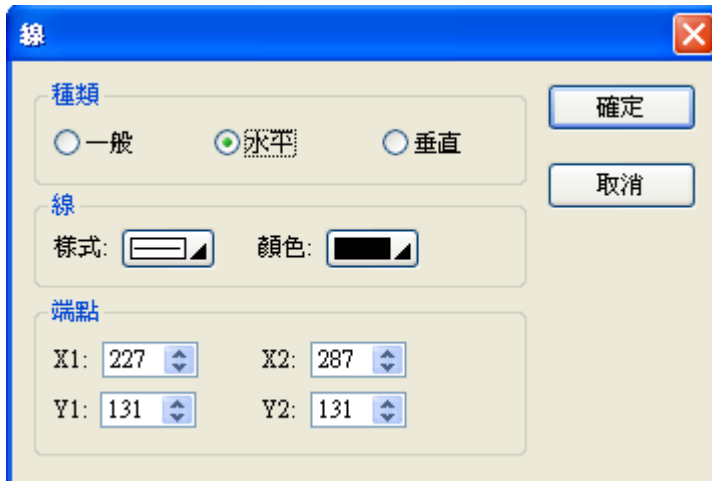 線
種類
一般 水平 垂直
確定
取消
線
樣式: 顏色:
端點
X1: 227 X2: 287
Y1: 131 Y2: 131